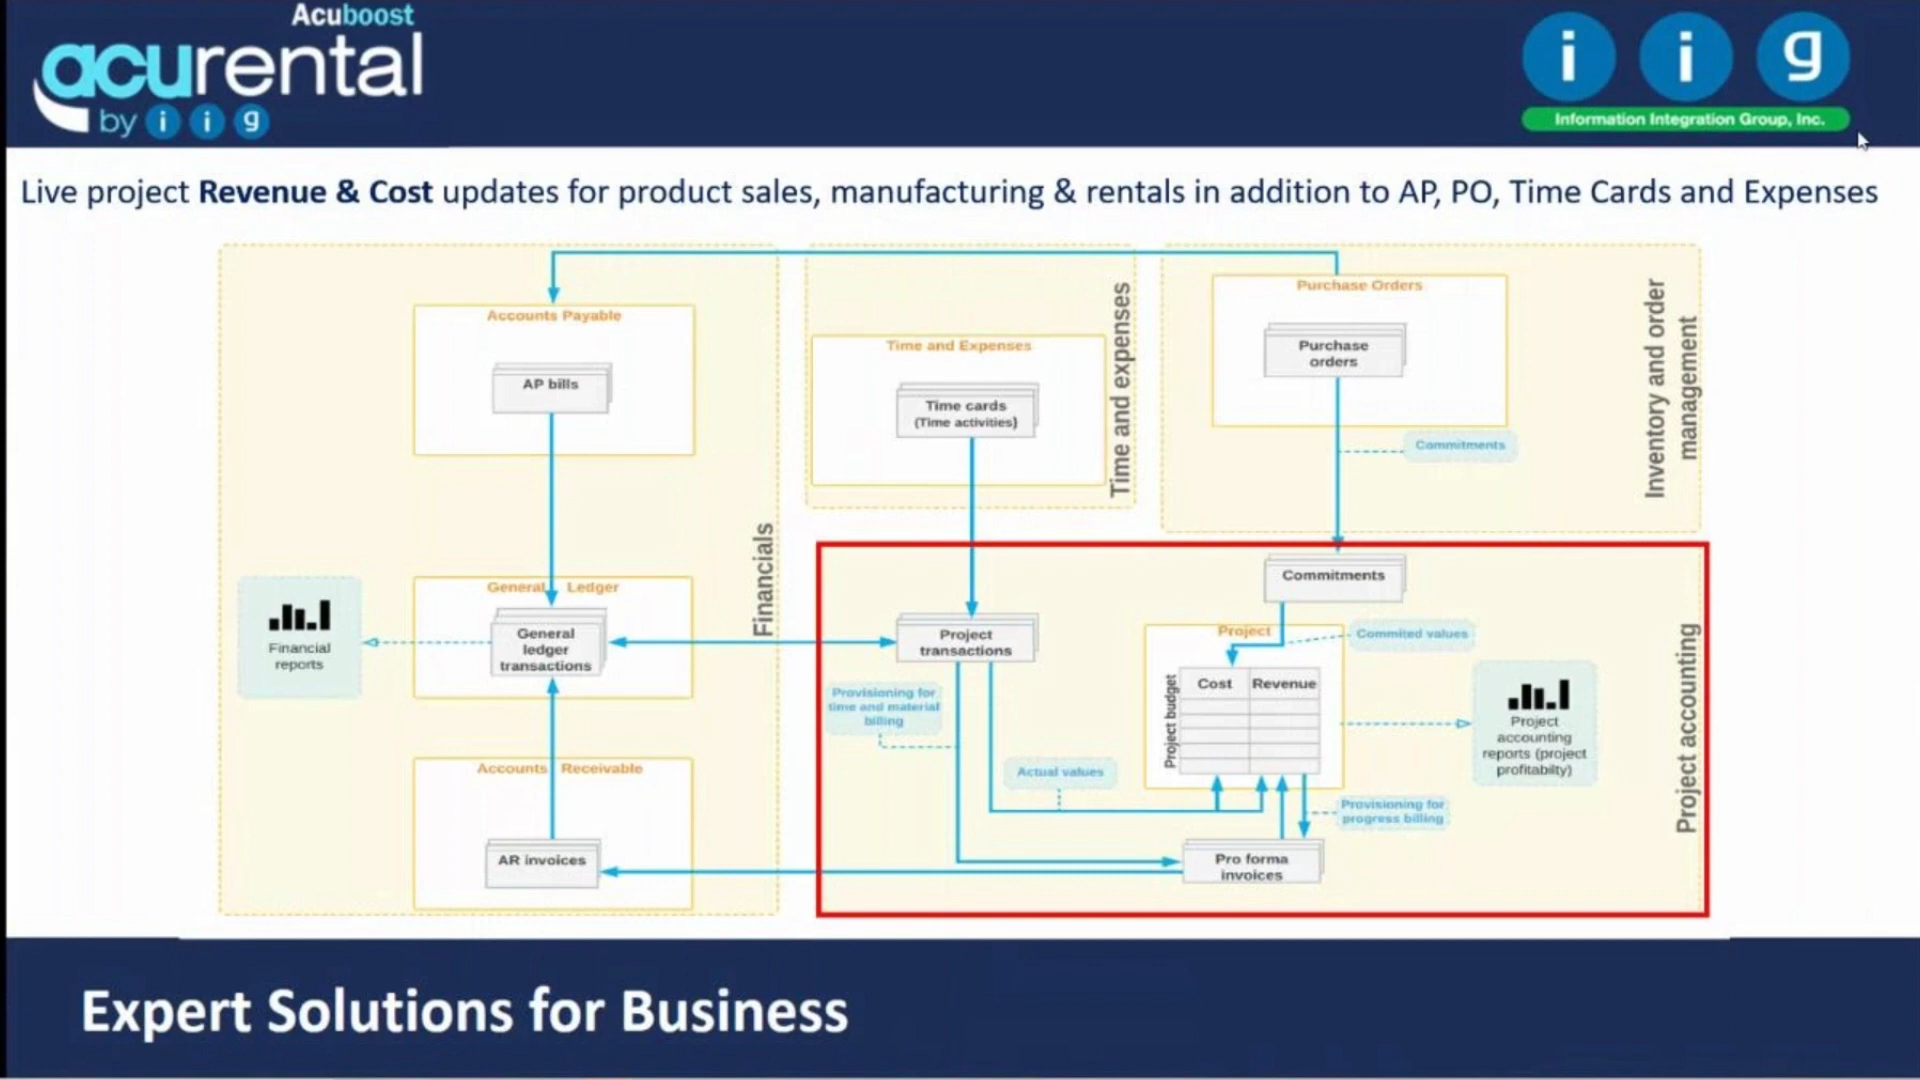 Acuboost
acurental
by i i g
i i g
Information Integration Group, Inc.
Live project Revenue & Cost updates for product sales, manufacturing & rentals in addition to AP, PO, Time Cards and Expenses
Accounts Payable
AP bills
Time and Expenses
Time cards
(Time activities)
Time and expenses
Purchase Orders
Purchase
orders
Commitments
Inventory and order
management
Financials
General Ledger
General
ledger
transactions
Financial
reports
Accounts Receivable
AR invoices
Project
transactions
Provisioning for
time and material
billing
Actual values
Commitments
Project
Commited values
Project budget
Cost
Revenue
Project
accounting
reports (project
profitabilty)
Provisioning for
progress billing
Pro forma
invoices
Project accounting
Expert Solutions for Business